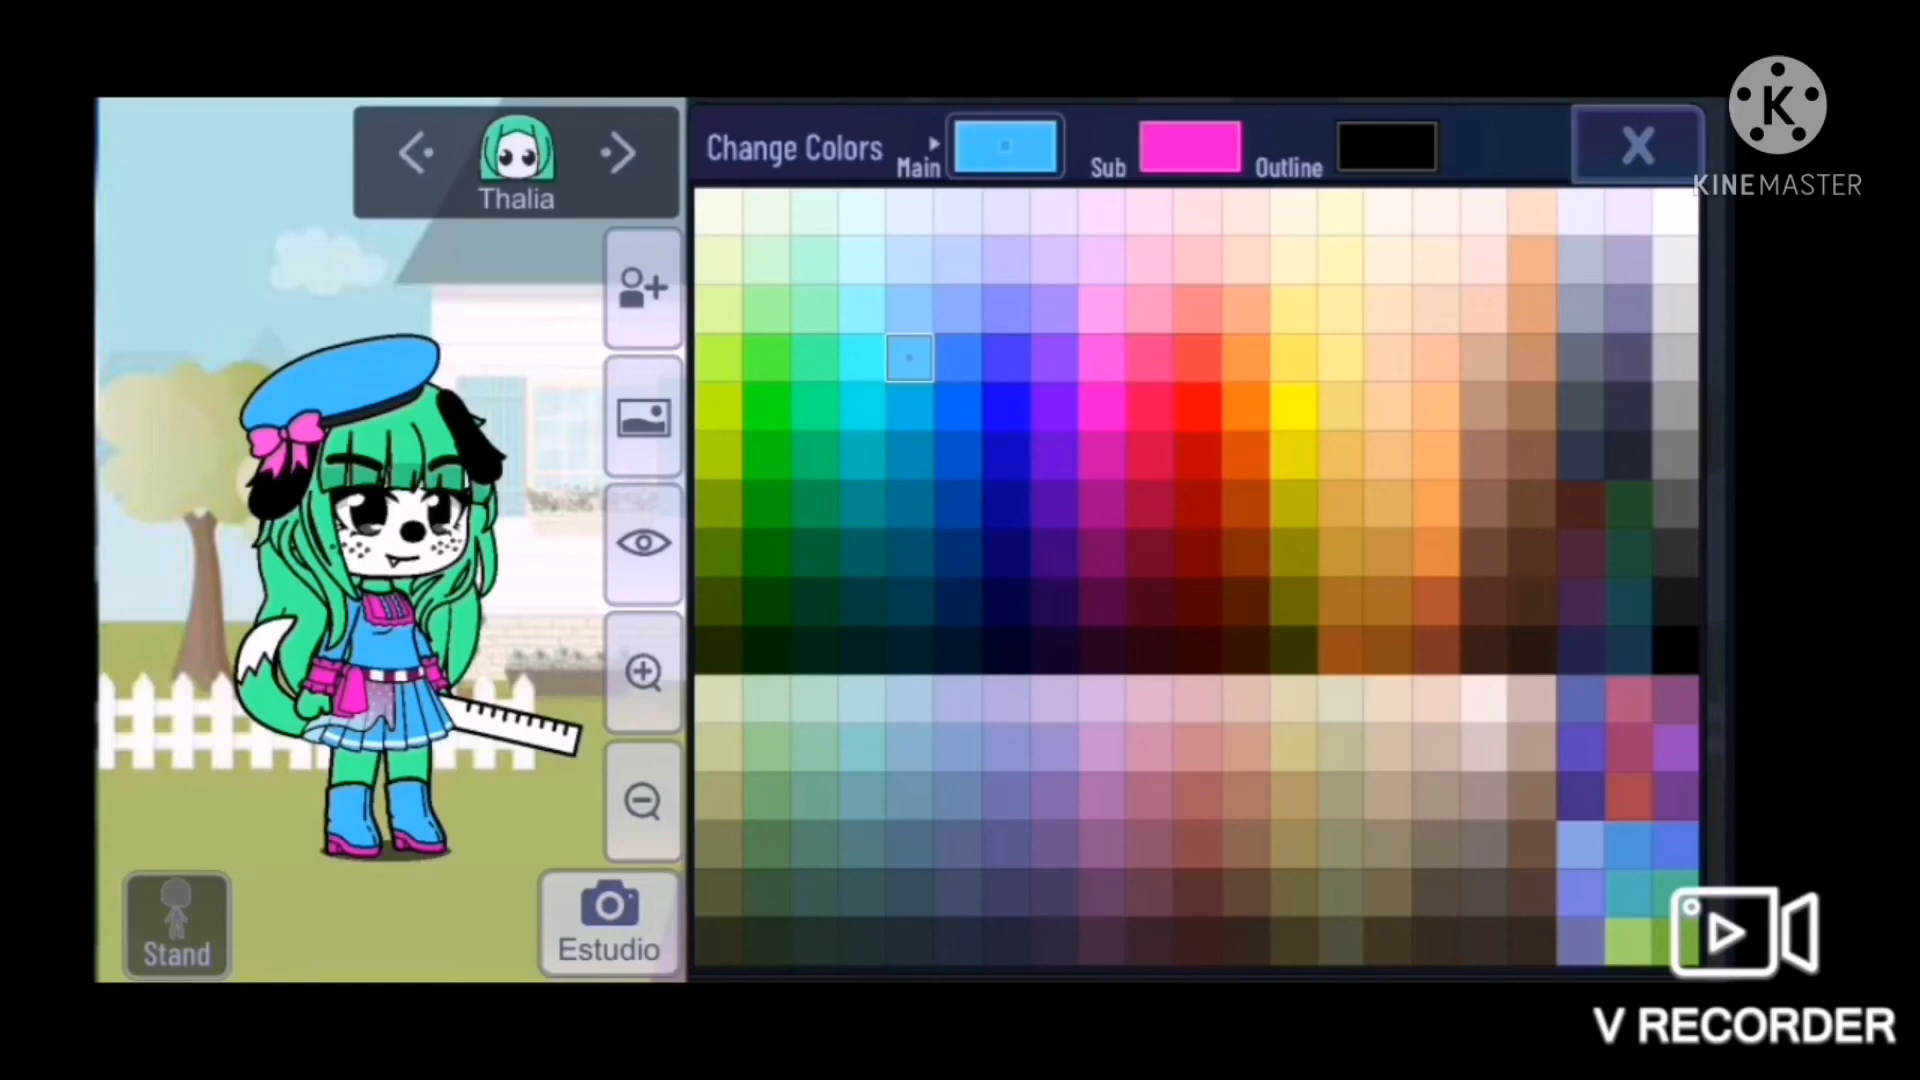 Thalia
Change Colors
Main
Sub
Outline
X
K
KINEMASTER
Stand
Estudio
V RECORDER